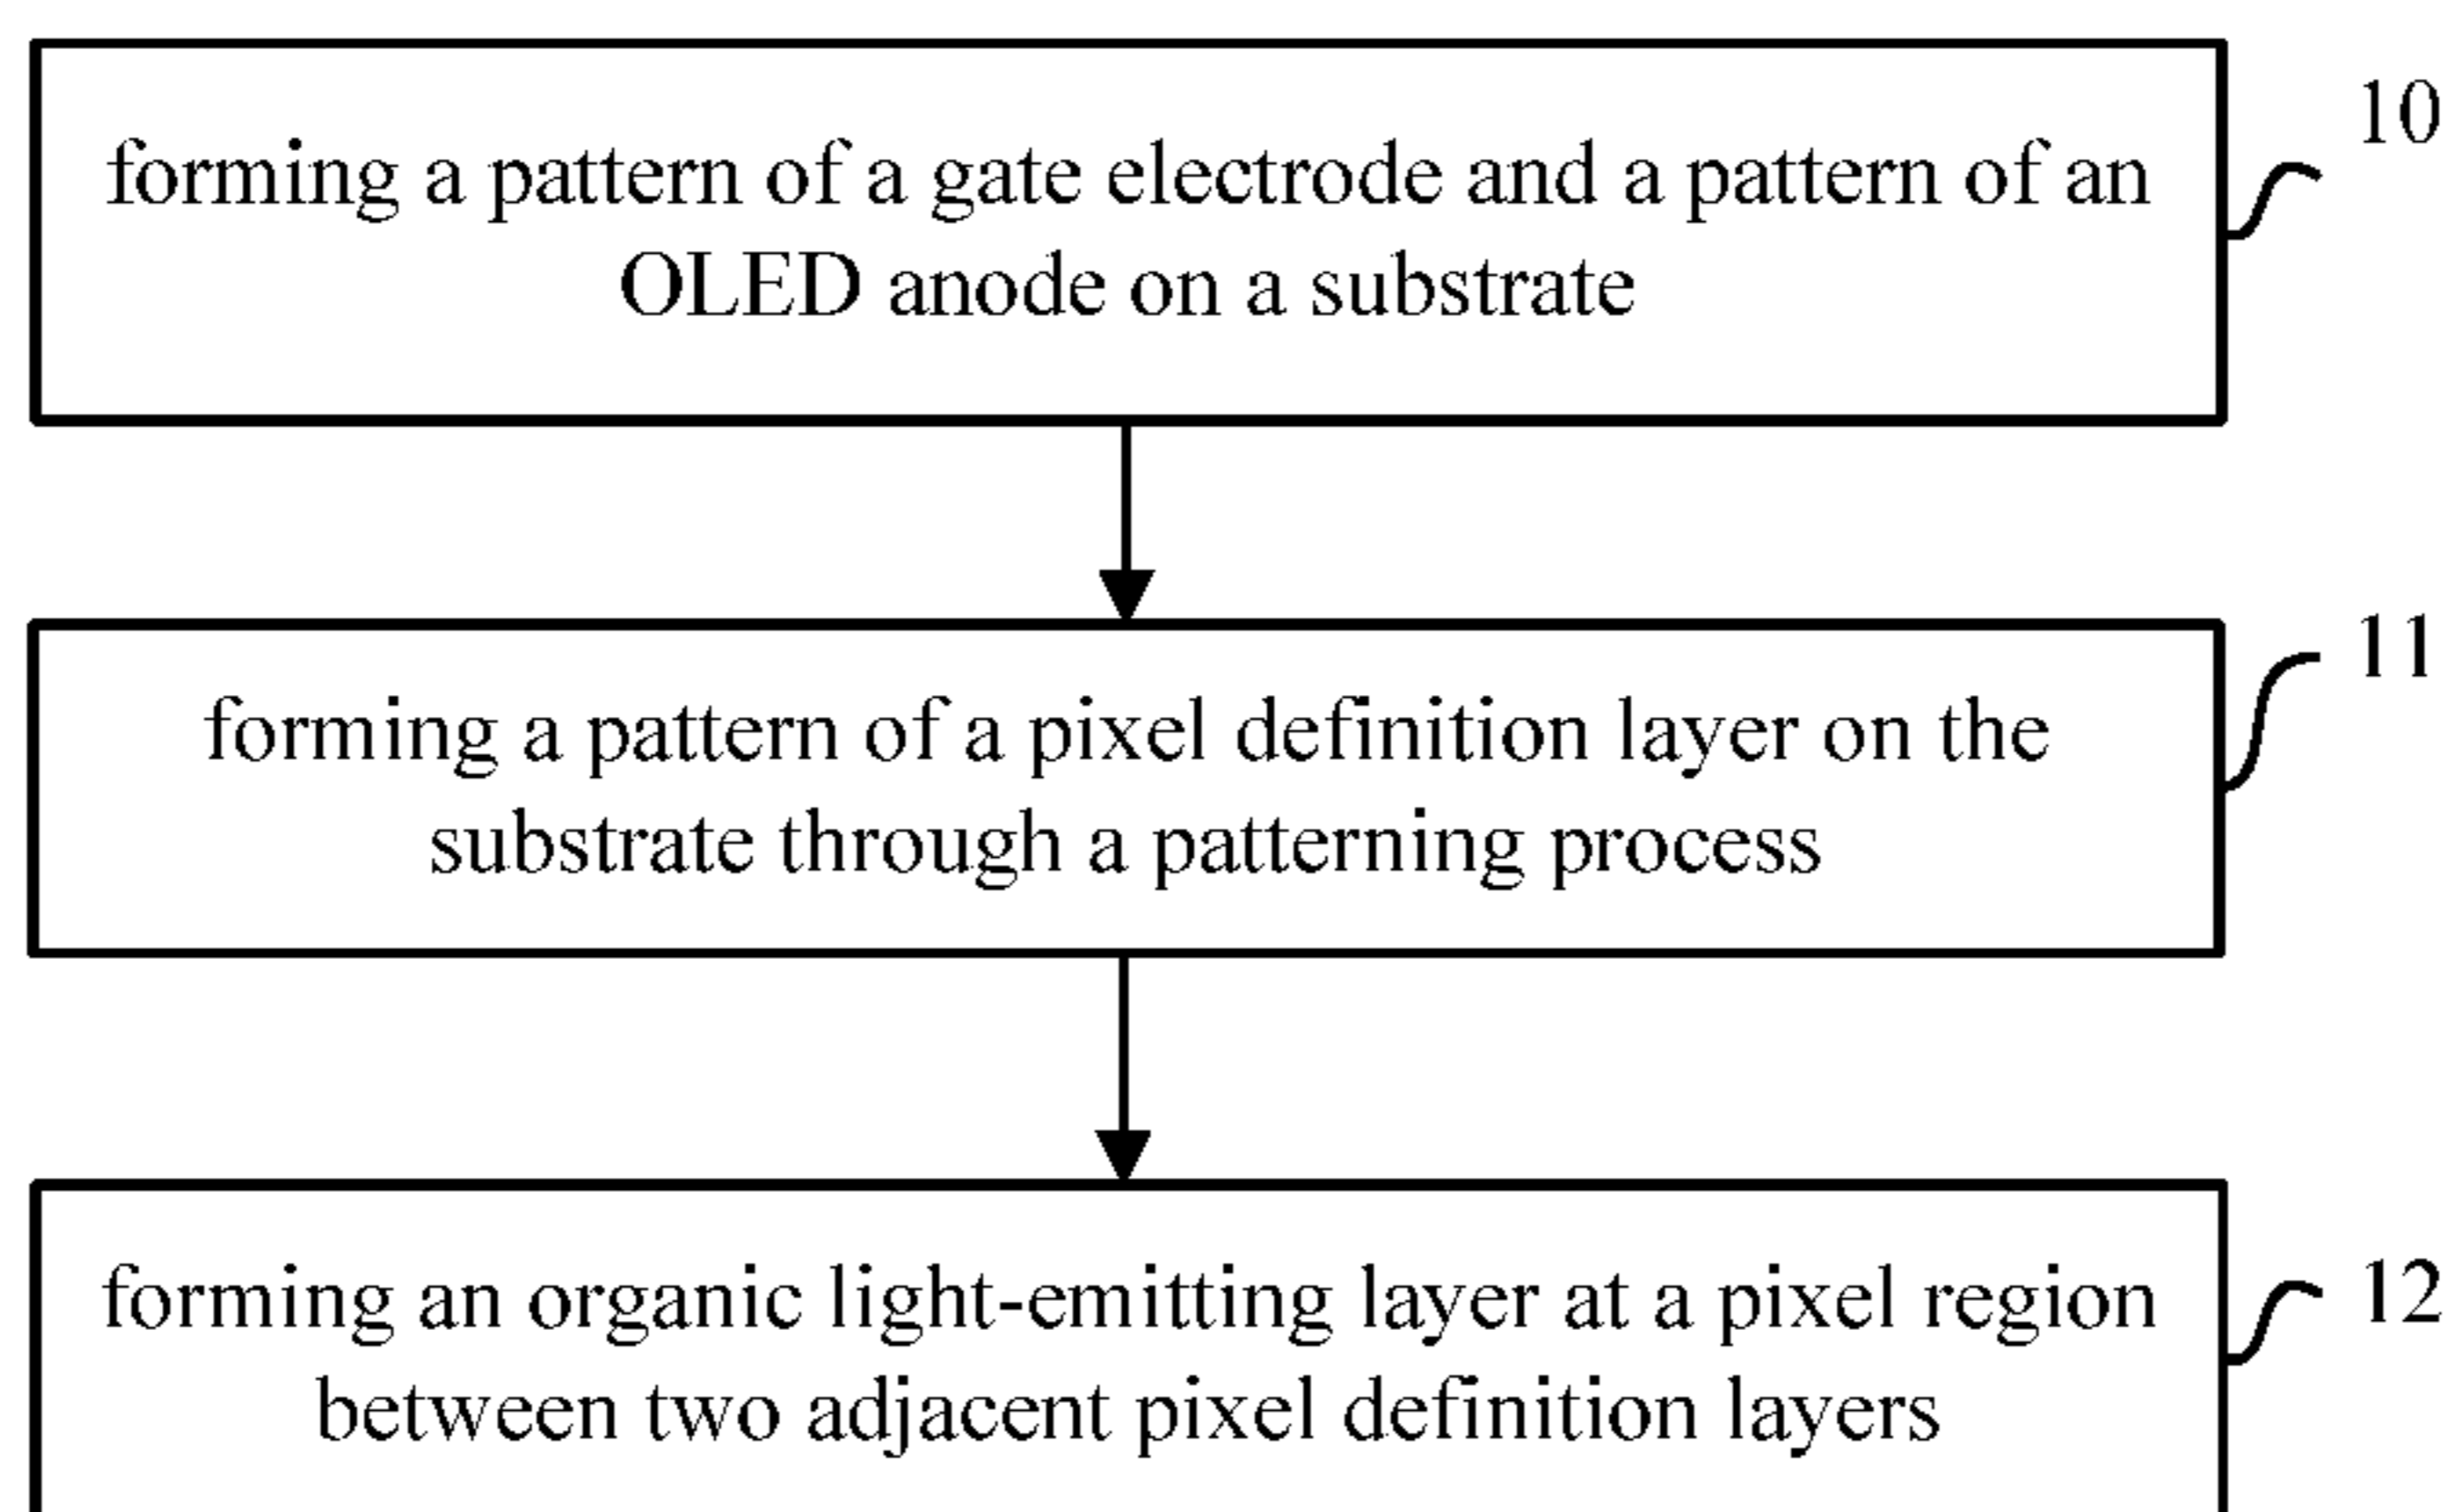 10
forming a pattern of a gate electrode and a pattern of an
OLED anode on a substrate
11
forming a pattern of a pixel definition layer on the
substrate through a patterning process
12
forming an organic light-emitting layer at a pixel region
between two adjacent pixel definition layers